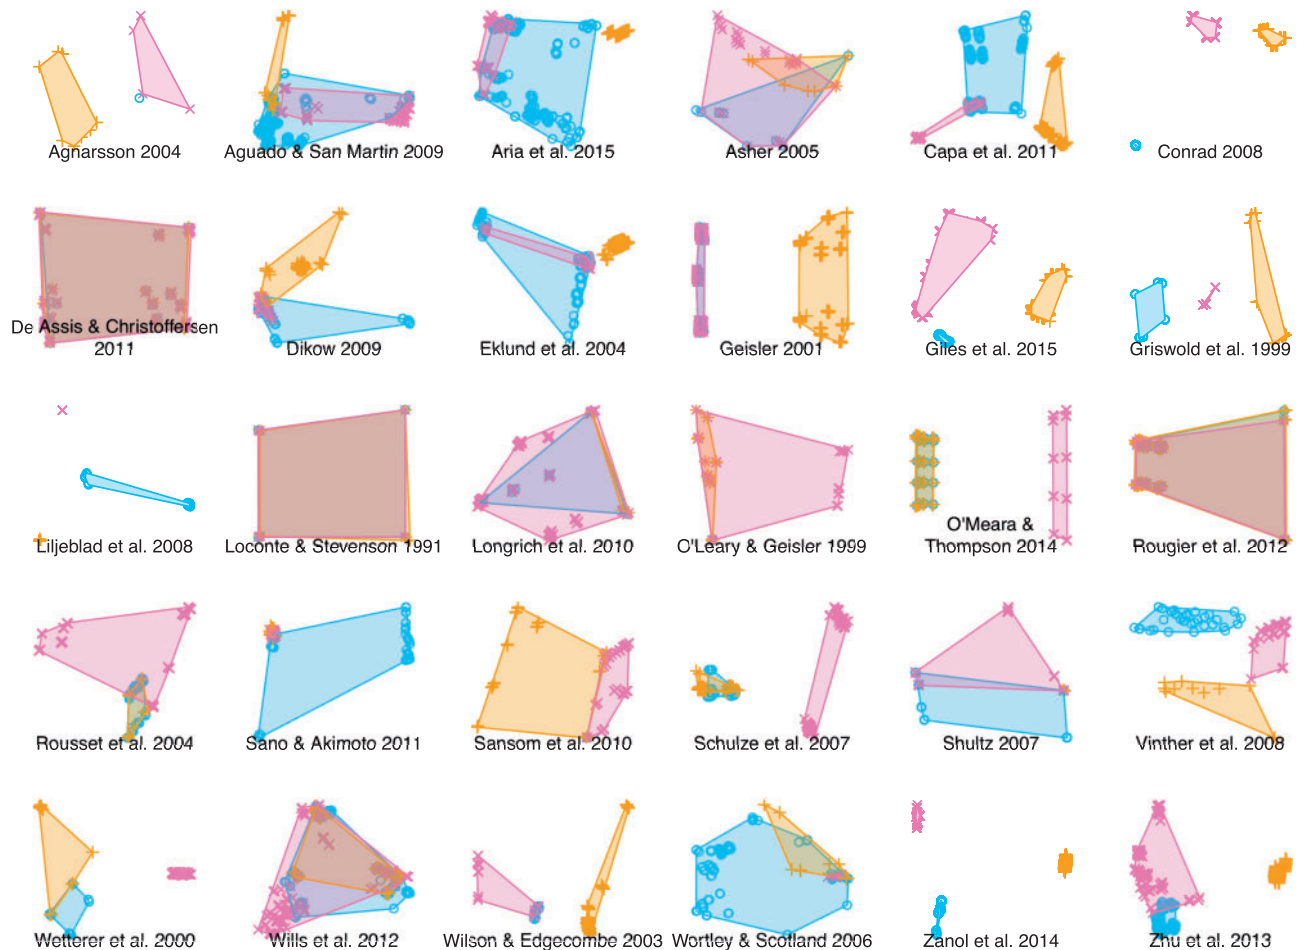 Agnarsson 2004
Aguado & San Martin 2009
Aria et al. 2015
Asher 2005
Capa et al. 2011
Conrad 2008
De Assis & Christoffersen
2011
Dikow 2009
Eklund et al. 2004
Geisler 2001
Giles et al. 2015
Griswold et al. 1999
Liljeblad et al. 2008
Loconte & Stevenson 1991
Longrich et al. 2010
O'Leary & Geisler 1999
O'Meara &
Thompson 2014
Rougier et al. 2012
Rousset et al. 2004
Sano & Akimoto 2011
Sansom et al. 2010
Schulze et al. 2007
Shultz 2007
Vinther et al. 2008
Wetterer et al. 2000
Wills et al. 2012
Wilson & Edgecombe 2003
Wortley & Scotland 2006
Zanol et al. 2014
Zhu et al. 2013